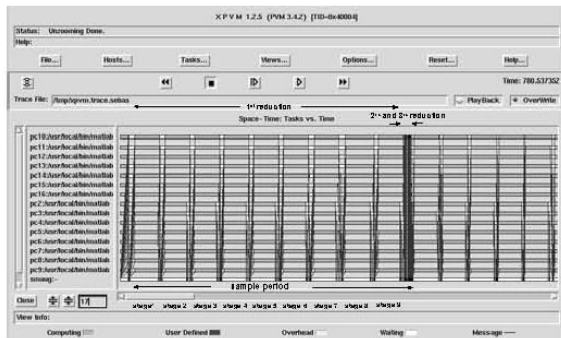 X PVM 1.2.5 (PVM 3.4.2) [TID=0x40004]
Status: Unzooming Done.
Help:
File... Hosts... Tasks... Views... Options... Reset... Help...
Time: 780.537352
Trace File: /tmp/xpvm.trace.sebas
PlayBack OverWrite
1st reduction
Space-Time: Tasks vs. Time
2nd and 3rd reduction
pc10:/usr/local/bin/matlab
pc11:/usr/local/bin/matlab
pc12:/usr/local/bin/matlab
pc13:/usr/local/bin/matlab
pc14:/usr/local/bin/matlab
pc15:/usr/local/bin/matlab
pc16:/usr/local/bin/matlab
pc2:/usr/local/bin/matlab
pc3:/usr/local/bin/matlab
pc4:/usr/local/bin/matlab
pc5:/usr/local/bin/matlab
pc6:/usr/local/bin/matlab
pc7:/usr/local/bin/matlab
pc8:/usr/local/bin/matlab
pc9:/usr/local/bin/matlab
smaug:-
sample period
Close 17
stage1 stage 2 stage 3 stage 4 stage 5 stage 6 stage 7 stage 8 stage 9
View Info:
Computing User Defined Overhead Waiting Message